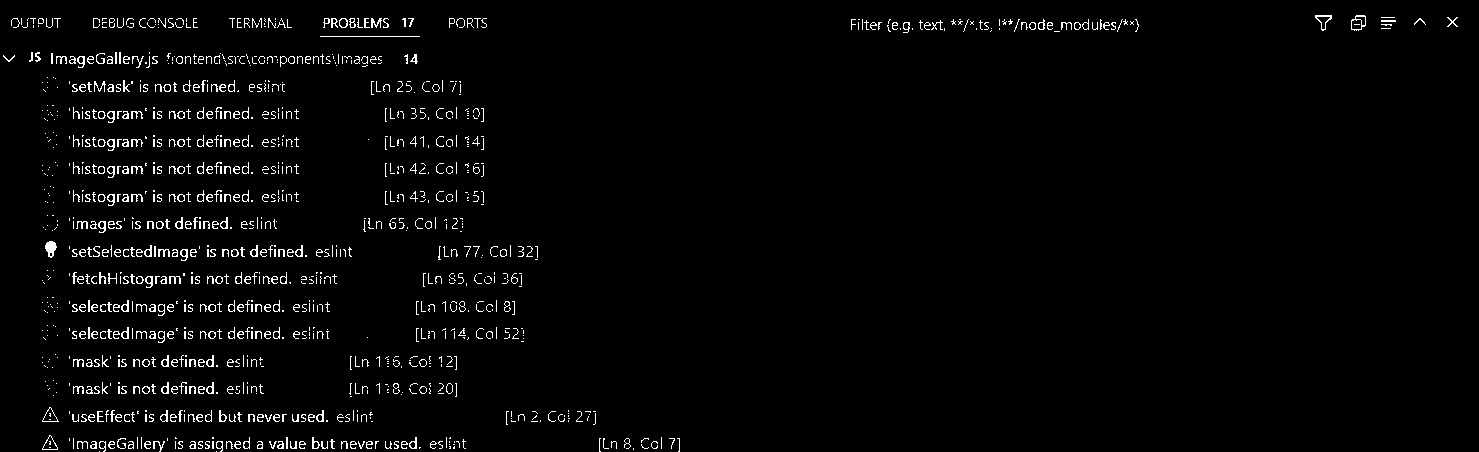 OUTPUT DEBUG CONSOLE TERMINAL PROBLEMS 17 PORTS Filter (e.g. text, **/*.ts, !**/node_modules/**)
JS ImageGallery.js frontend\src\components\Images 14
'setMask' is not defined. eslint [Ln 25, Col 7]
'histogram' is not defined. eslint [Ln 35, Col 10]
'histogram' is not defined. eslint [Ln 41, Col 14]
'histogram' is not defined. eslint [Ln 42, Col 16]
'histogram' is not defined. eslint [Ln 43, Col 15]
'images' is not defined. eslint [Ln 65, Col 12]
'setSelectedImage' is not defined. eslint [Ln 77, Col 32]
'fetchHistogram' is not defined. eslint [Ln 85, Col 36]
'selectedImage' is not defined. eslint [Ln 108, Col 8]
'selectedImage' is not defined. eslint [Ln 114, Col 52]
'mask' is not defined. eslint [Ln 116, Col 12]
'mask' is not defined. eslint [Ln 118, Col 20]
'useEffect' is defined but never used. eslint [Ln 2, Col 27]
'ImageGallery' is assigned a value but never used. eslint [Ln 8, Col 7]